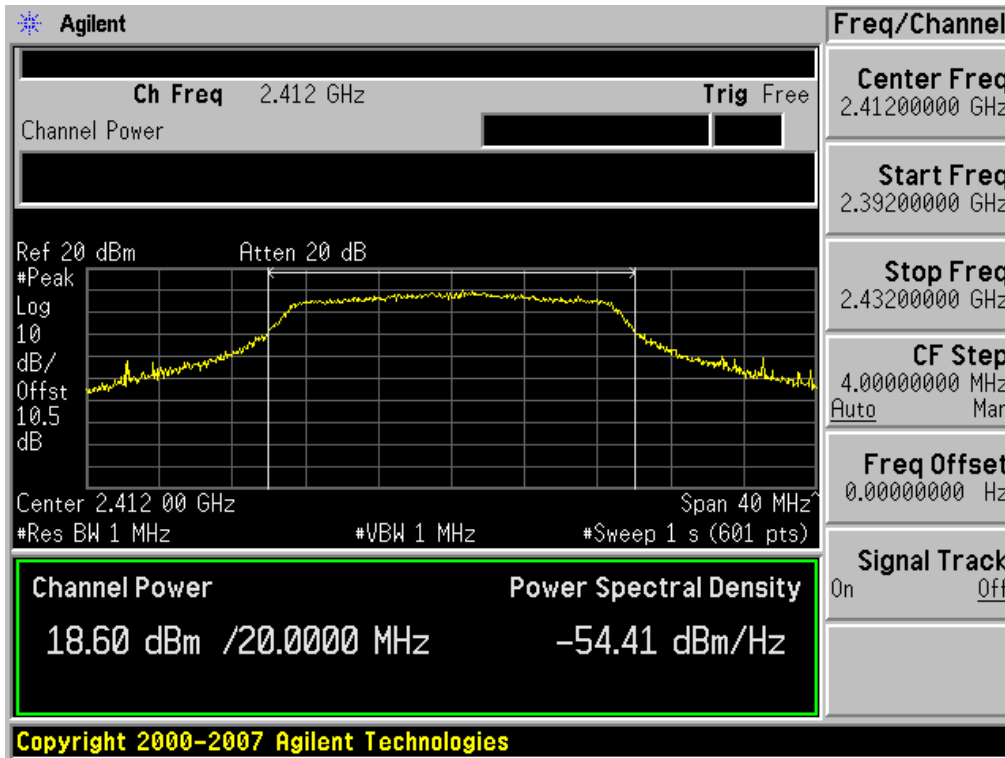 Agilent
Freq/Channel
Ch Freq 2.412 GHz Trig Free
Channel Power
Center Freq
2.41200000 GHz
Start Freq
2.39200000 GHz
Stop Freq
2.43200000 GHz
CF Step
4.00000000 MHz
Auto Man
Freq Offset
0.00000000 Hz
Signal Track
On Off
Ref 20 dBm Atten 20 dB
#Peak
Log
10
dB/
Offst
10.5
dB
Center 2.412 00 GHz Span 40 MHz^
#Res BW 1 MHz #VBW 1 MHz #Sweep 1 s (601 pts)
Channel Power Power Spectral Density
18.60 dBm /20.0000 MHz -54.41 dBm/Hz
Copyright 2000-2007 Agilent Technologies